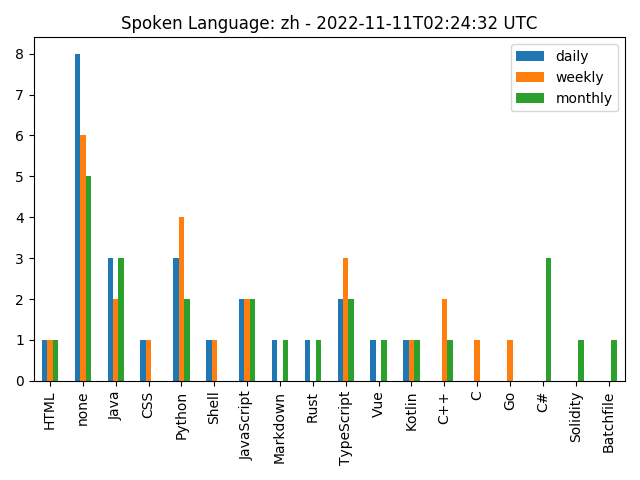 Spoken Language: zh - 2022-11-11T02:24:32 UTC
daily
weekly
monthly
8
7
6
5
4
3
2
1
0
HTML
none
Java
CSS
Python
Shell
JavaScript
Markdown
Rust
TypeScript
Vue
Kotlin
C++
C
Go
C#
Solidity
Batchfile